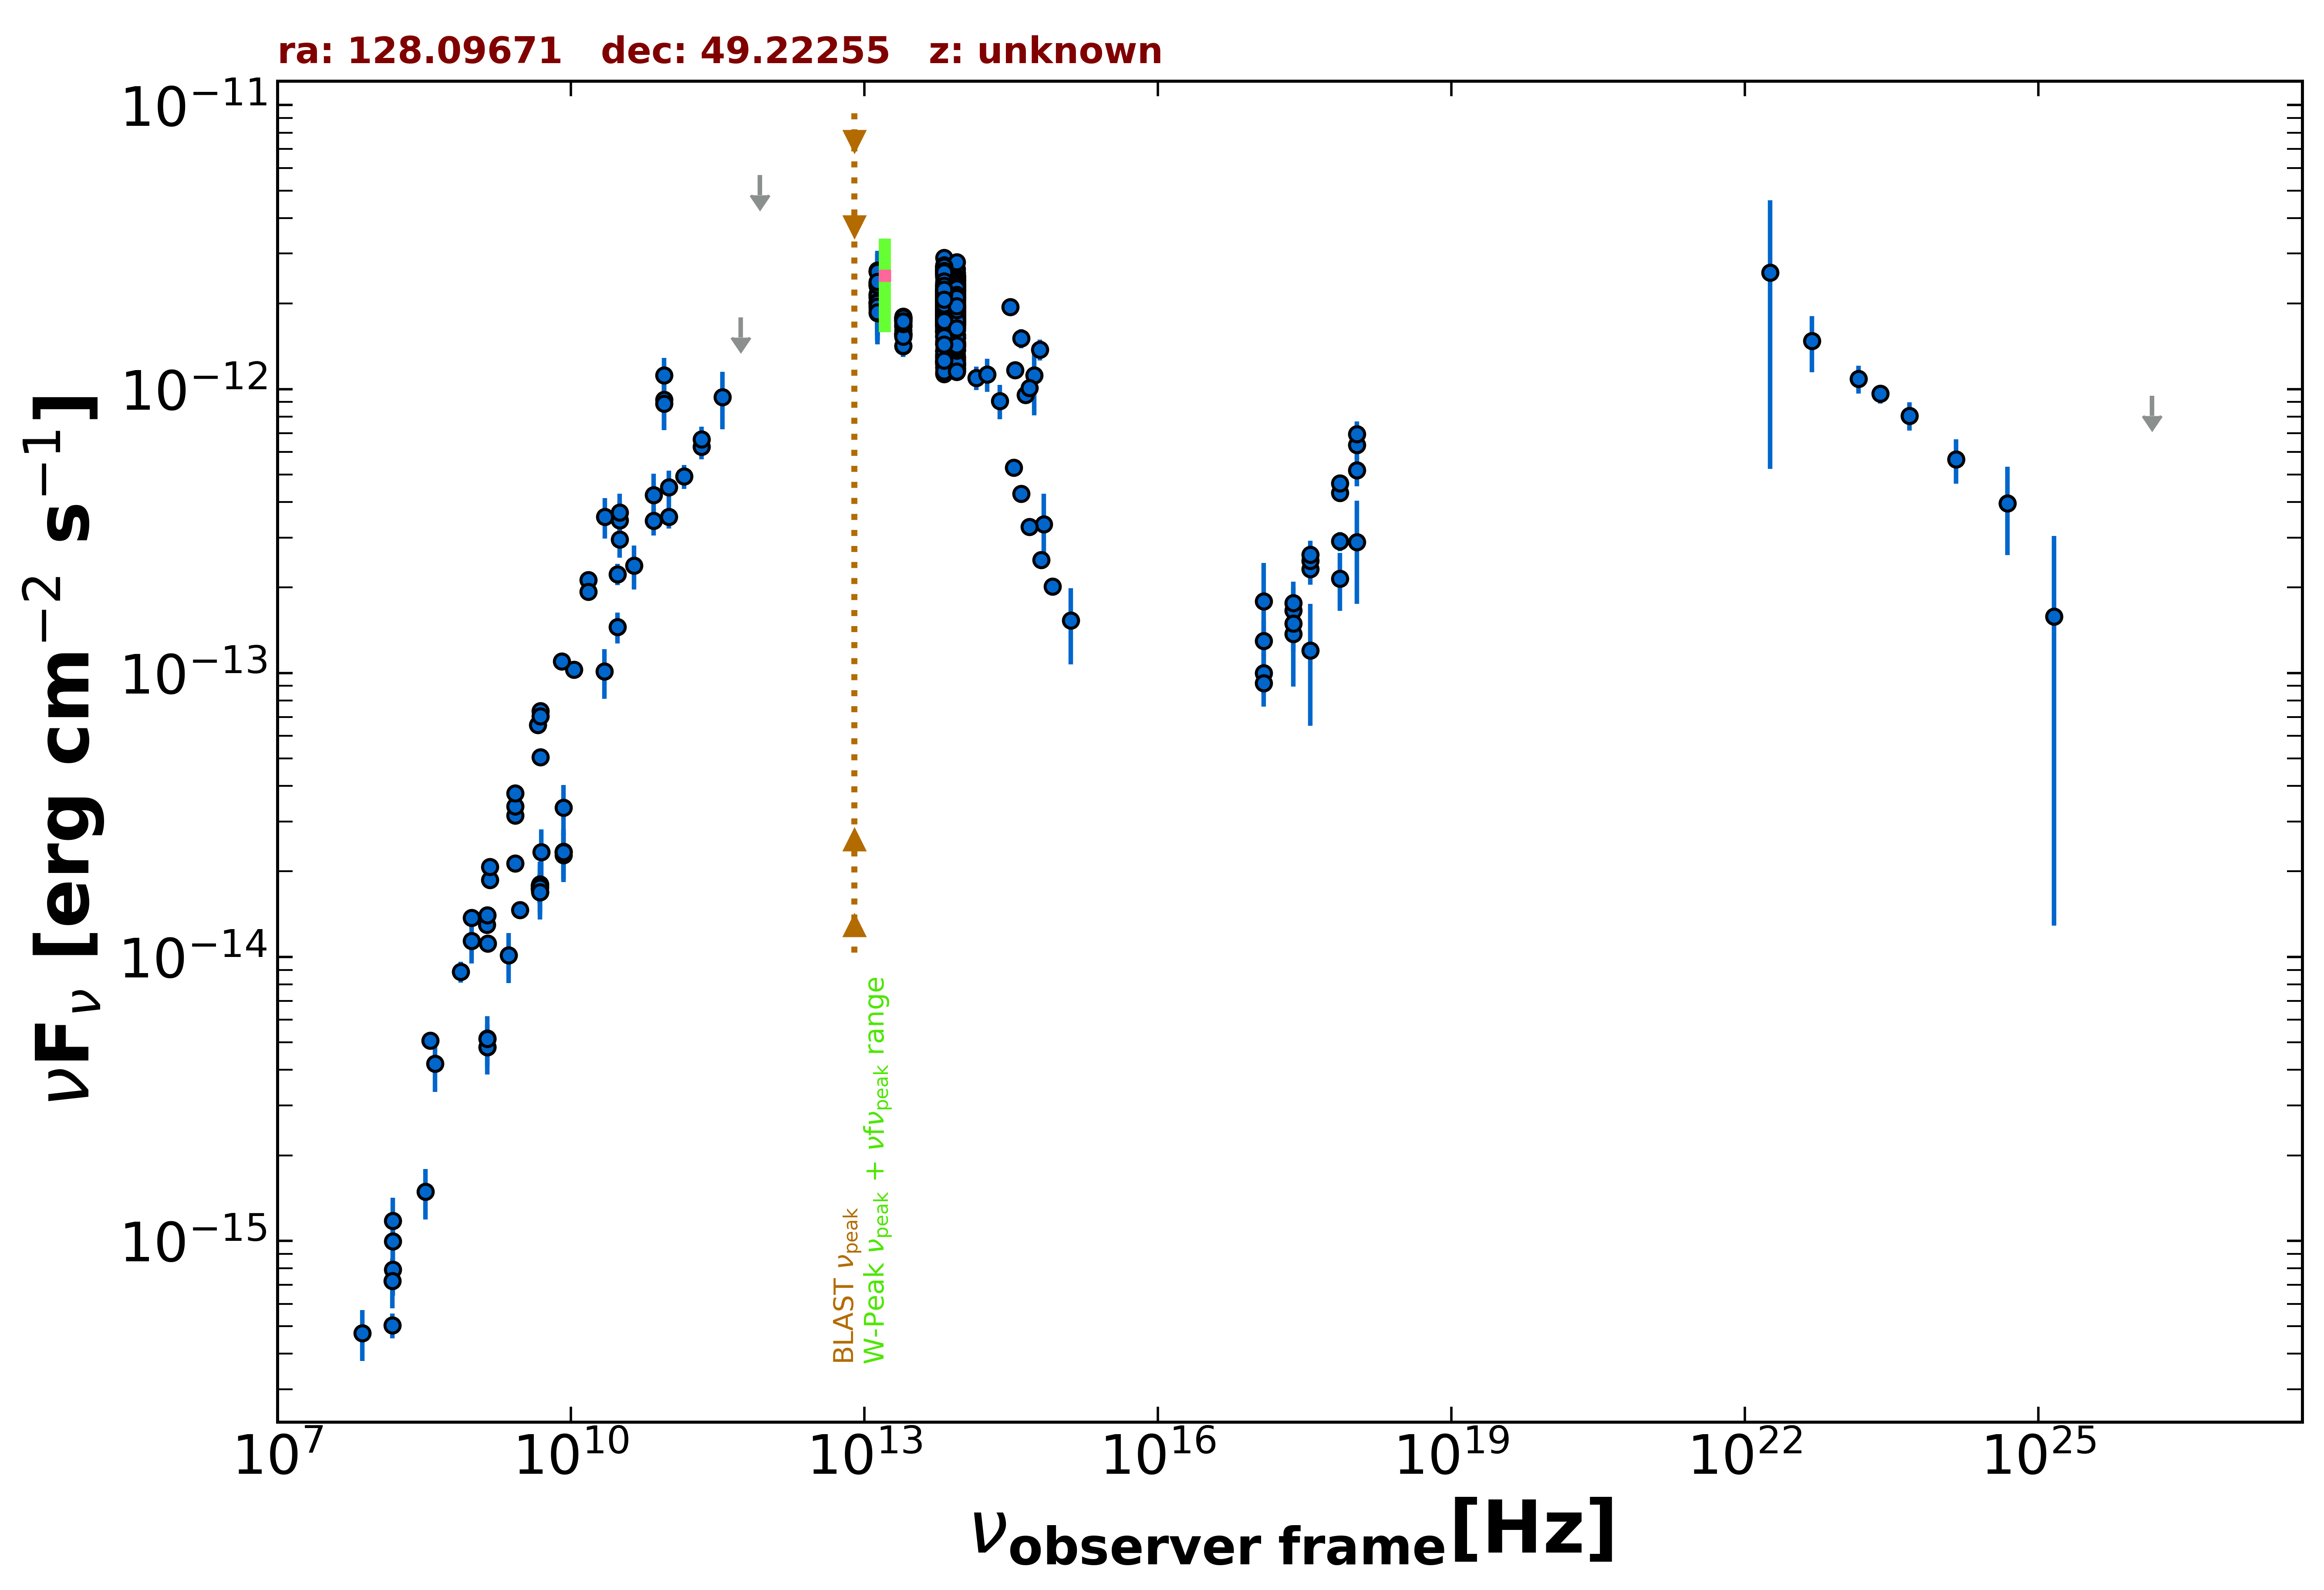 ra: 128.09671 dec: 49.22255 z: unknown
νFν [erg cm−2 s−1]
10−11
10−12
10−13
10−14
10−15
BLAST νpeak
W-Peak νpeak + νfνpeak range
107 1010 1013 1016 1019 1022 1025
νobserver frame[Hz]